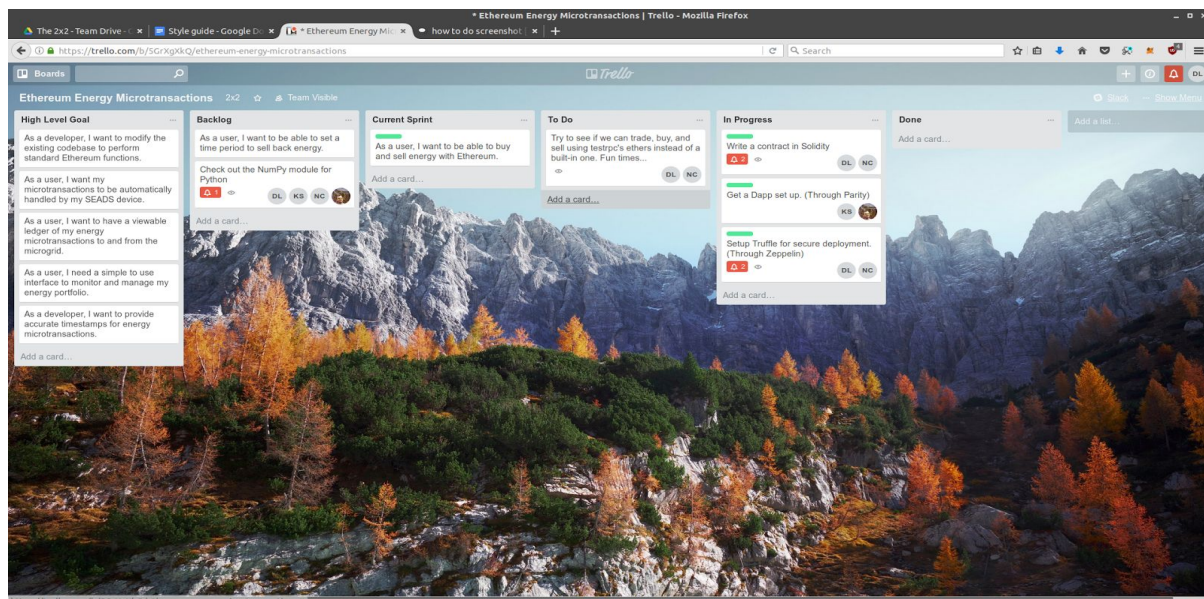 * Ethereum Energy Microtransactions | Trello - Mozilla Firefox
The 2x2 - Team Drive -
Style guide - Google Do
* Ethereum Energy Mic
how to do screenshot
https://trello.com/b/SGrXgXkQ/ethereum-energy-microtransactions
Search
Boards
Trello
DL
Ethereum Energy Microtransactions 2x2 Team Visible
Slack
Show Menu
High Level Goal
As a developer, I want to modify the
existing codebase to perform
standard Ethereum functions.
As a user, I want my
microtransactions to be automatically
handled by my SEADS device.
As a user, I want to have a viewable
ledger of my energy
microtransactions to and from the
microgrid.
As a user, I need a simple to use
interface to monitor and manage my
energy portfolio.
As a developer, I want to provide
accurate timestamps for energy
microtransactions.
Add a card...
Backlog
As a user, I want to be able to set a
time period to sell back energy.
Check out the NumPy module for
Python
1
DL KS NC
Add a card...
Current Sprint
As a user, I want to be able to buy
and sell energy with Ethereum.
Add a card...
To Do
Try to see if we can trade, buy, and
sell using testrpc's ethers instead of a
built-in one. Fun times...
DL NC
Add a card...
In Progress
Write a contract in Solidity
2
DL NC
Get a Dapp set up. (Through Parity)
KS
Setup Truffle for secure deployment.
(Through Zeppelin)
2
DL NC
Add a card...
Done
Add a card...
Add a list...